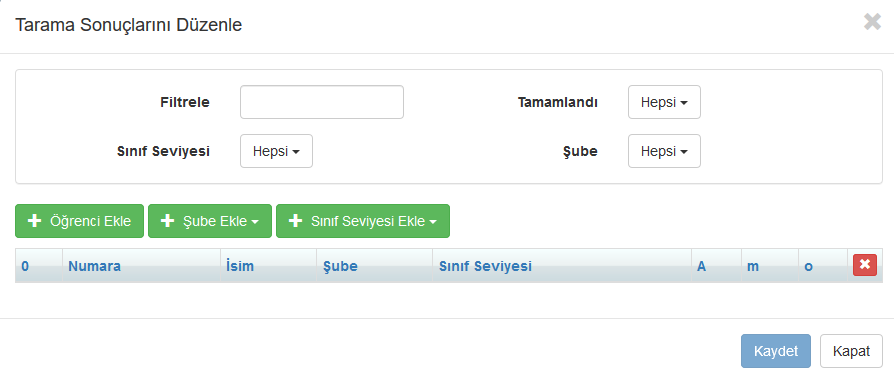 Tarama Sonuçlarını Düzenle
Filtrele Tamamlandı Hepsi
Sınıf Seviyesi Hepsi Şube Hepsi
Öğrenci Ekle Şube Ekle Sınıf Seviyesi Ekle
0 Numara İsim Şube Sınıf Seviyesi A m o
Kaydet Kapat